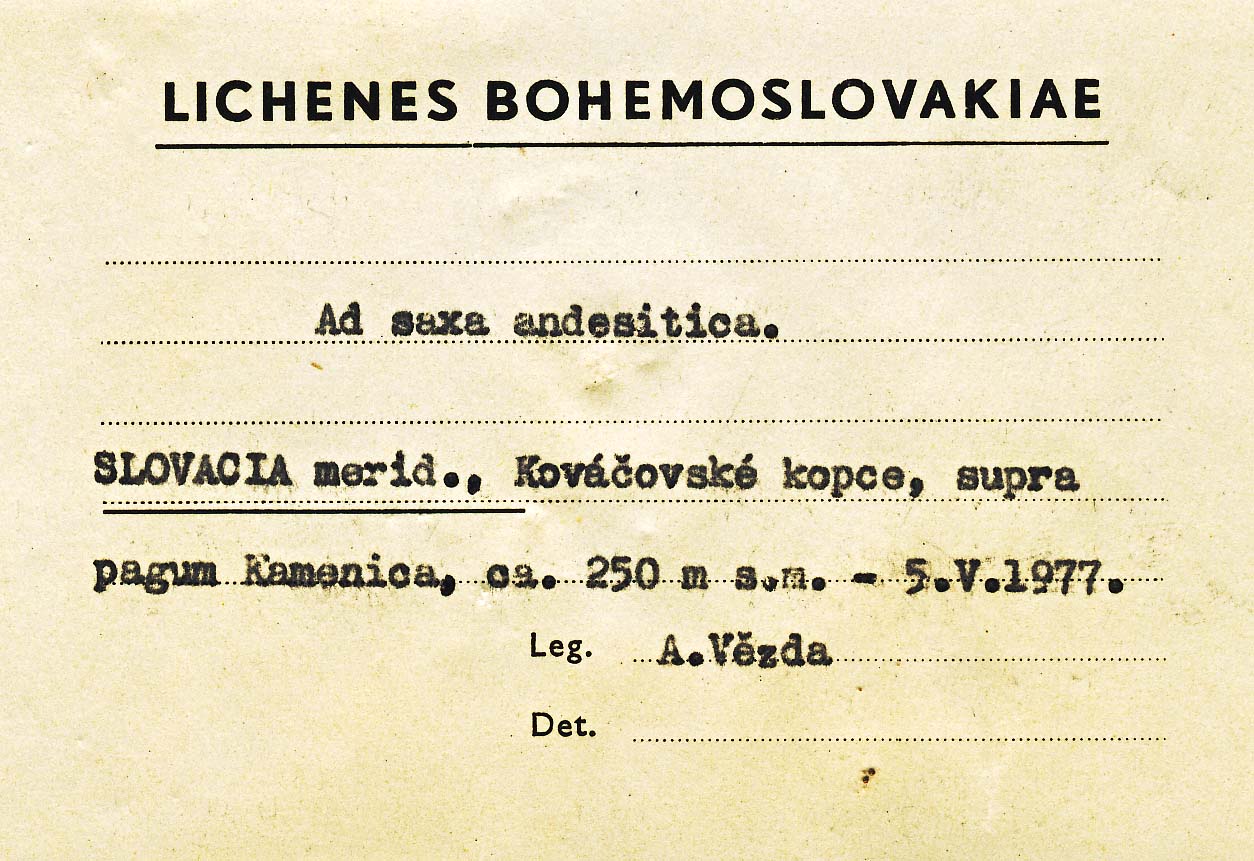 LICHENES BOHEMOSLOVAKIAE
Ad saxa andesitica.
SLOVACIA merid., Kováčovské kopce, supra
pagum Kamenica, ca. 250 m s.m. - 5.V.1977.
Leg. A.Vězda
Det.